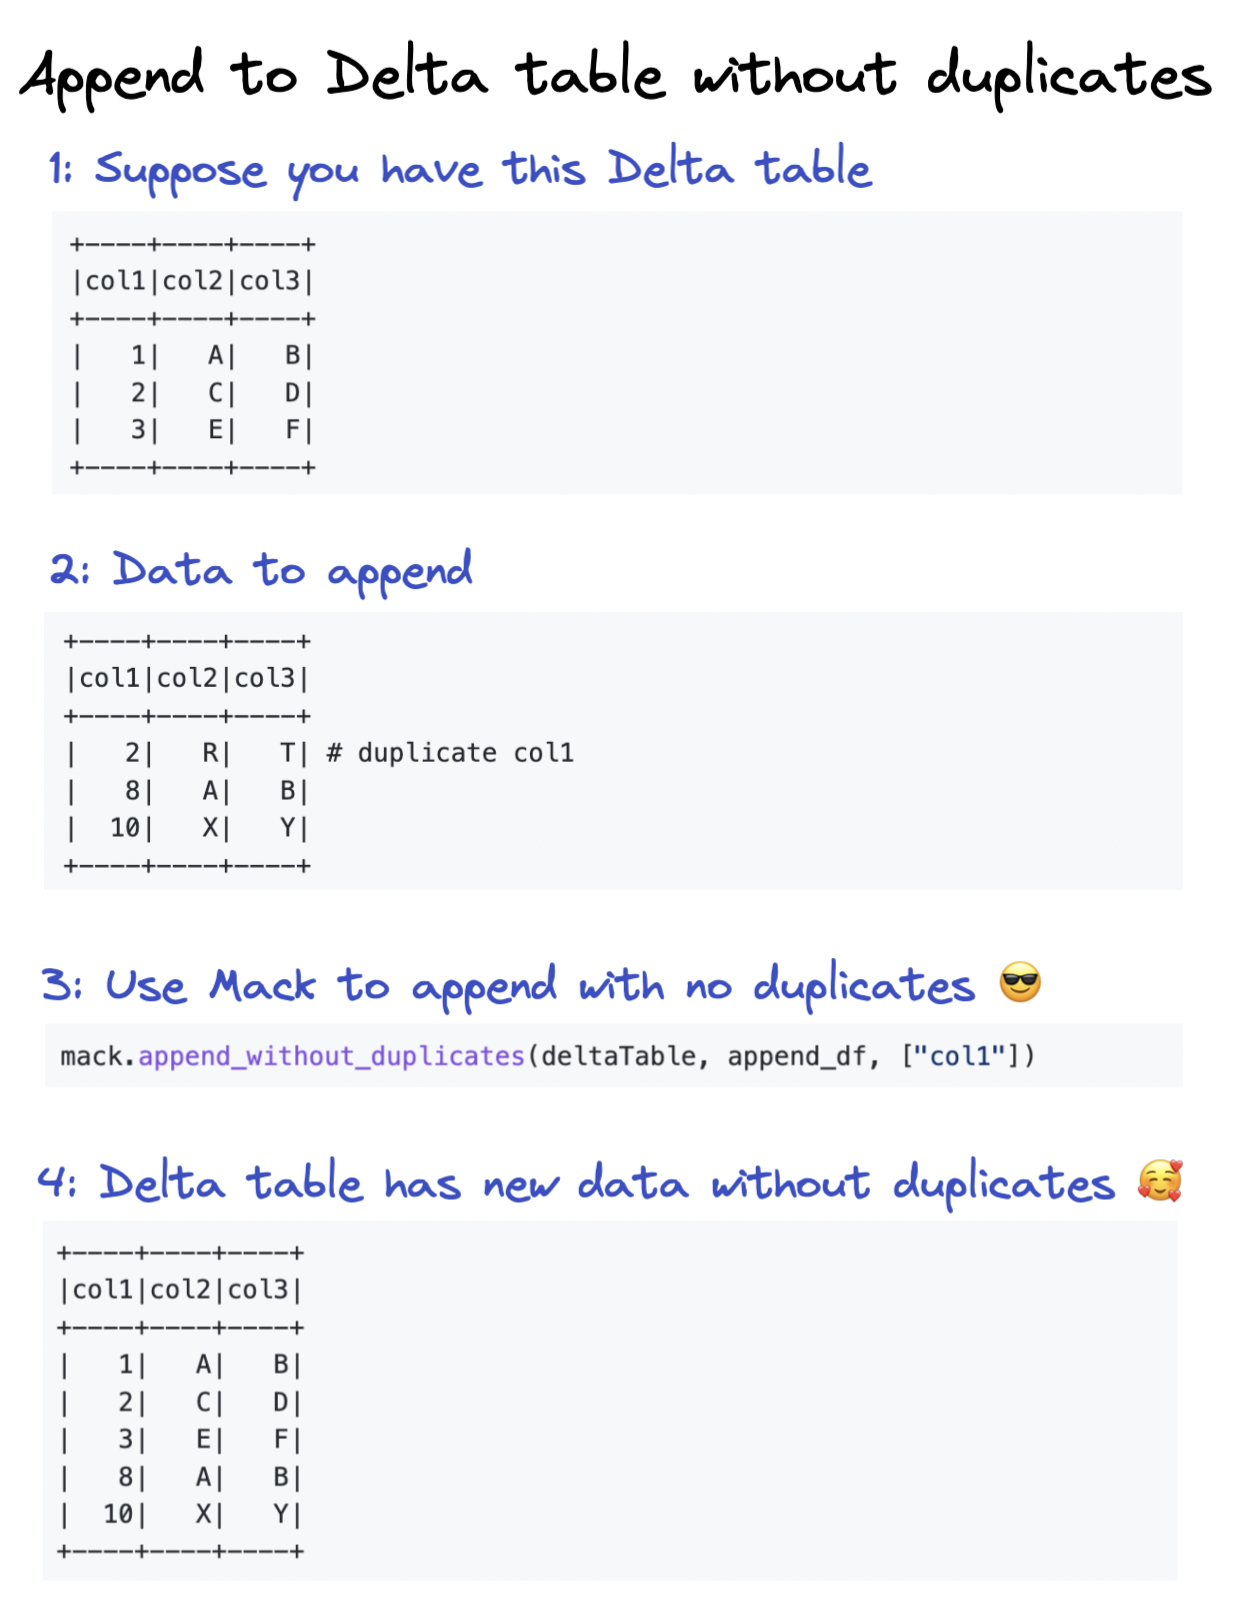 Append to Delta table without duplicates
1: Suppose you have this Delta table
+----+----+----+
|col1|col2|col3|
+----+----+----+
|   1|   A|   B|
|   2|   C|   D|
|   3|   E|   F|
+----+----+----+
2: Data to append
+----+----+----+
|col1|col2|col3|
+----+----+----+
|   2|   R|   T| # duplicate col1
|   8|   A|   B|
|  10|   X|   Y|
+----+----+----+
3: Use Mack to append with no duplicates 😎
mack.append_without_duplicates(deltaTable, append_df, ["col1"])
4: Delta table has new data without duplicates 🥰
+----+----+----+
|col1|col2|col3|
+----+----+----+
|   1|   A|   B|
|   2|   C|   D|
|   3|   E|   F|
|   8|   A|   B|
|  10|   X|   Y|
+----+----+----+